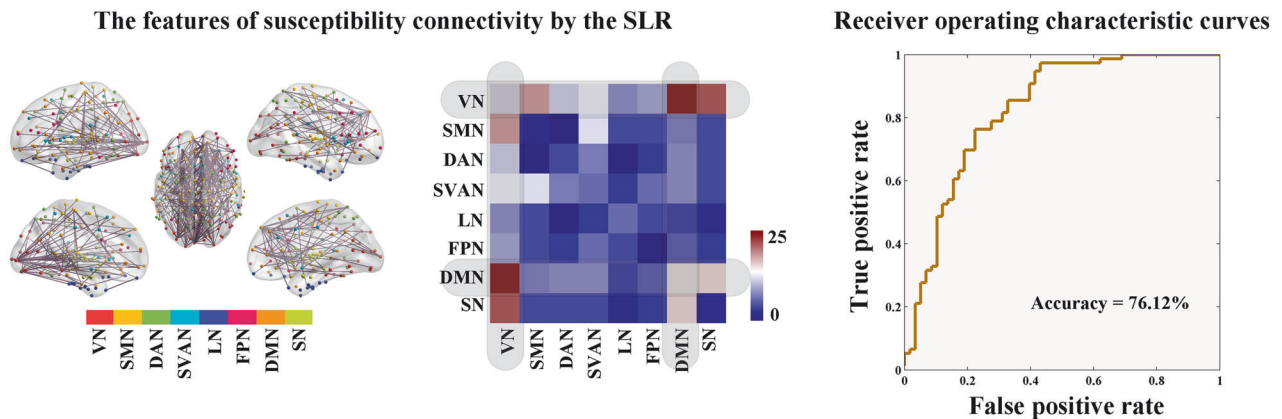 The features of susceptibility connectivity by the SLR
VN
SMN
DAN
SVAN
LN
FPN
DMN
SN
VN
SMN
DAN
SVAN
LN
FPN
DMN
SN
VN
SMN
DAN
SVAN
LN
FPN
DMN
SN
25
0
Receiver operating characteristic curves
True positive rate
1
0.8
0.6
0.4
0.2
0
Accuracy = 76.12%
0
0.2
0.4
0.6
0.8
1
False positive rate